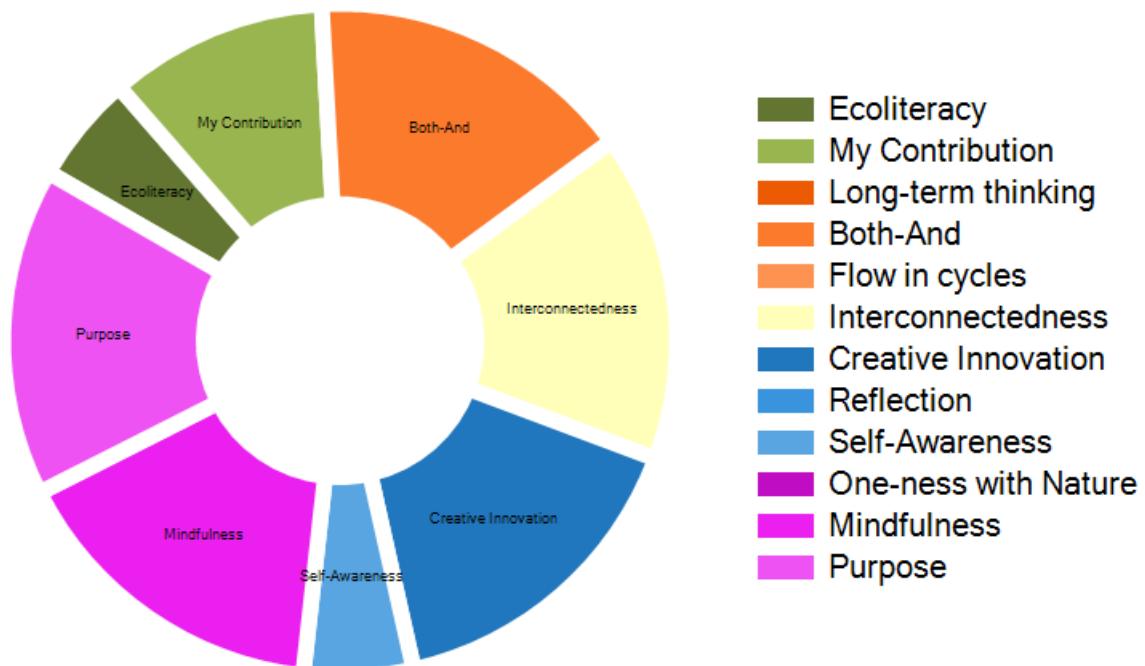 My Contribution
Both-And
Ecoliteracy
Interconnectedness
Purpose
Creative Innovation
Mindfulness
Self-Awareness
Ecoliteracy
My Contribution
Long-term thinking
Both-And
Flow in cycles
Interconnectedness
Creative Innovation
Reflection
Self-Awareness
One-ness with Nature
Mindfulness
Purpose